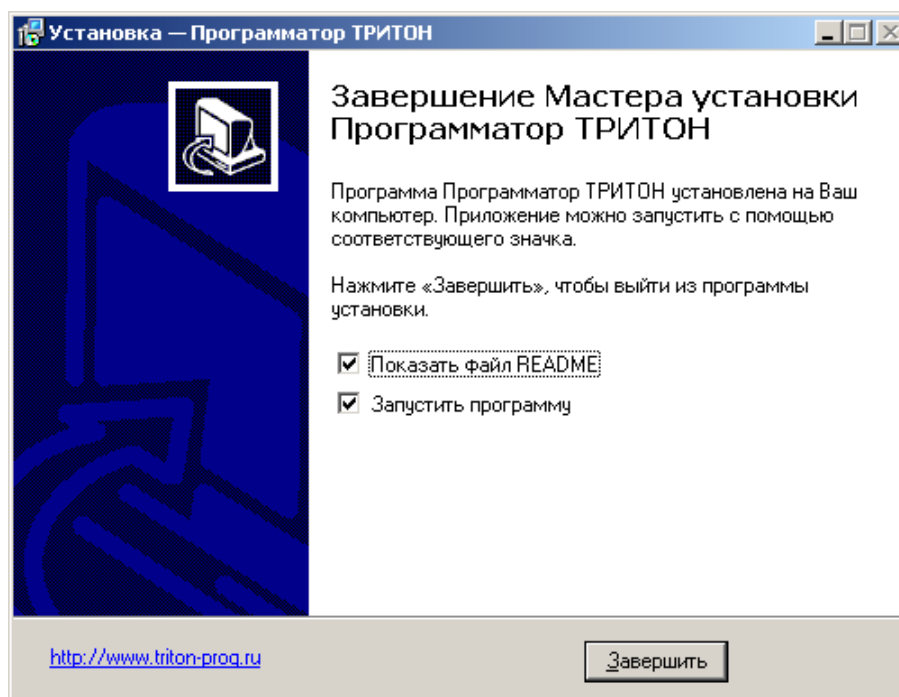 Установка — Программатор ТРИТОН
Завершение Мастера установки
Программатор ТРИТОН
Программа Программатор ТРИТОН установлена на Ваш
компьютер. Приложение можно запустить с помощью
соответствующего значка.
Нажмите «Завершить», чтобы выйти из программы
установки.
Показать файл README
Запустить программу
http://www.triton-prog.ru
Завершить